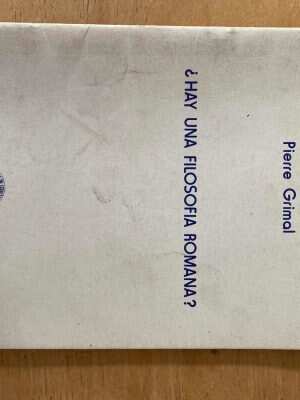 Pierre Grimal
¿HAY UNA FILOSOFIA ROMANA?